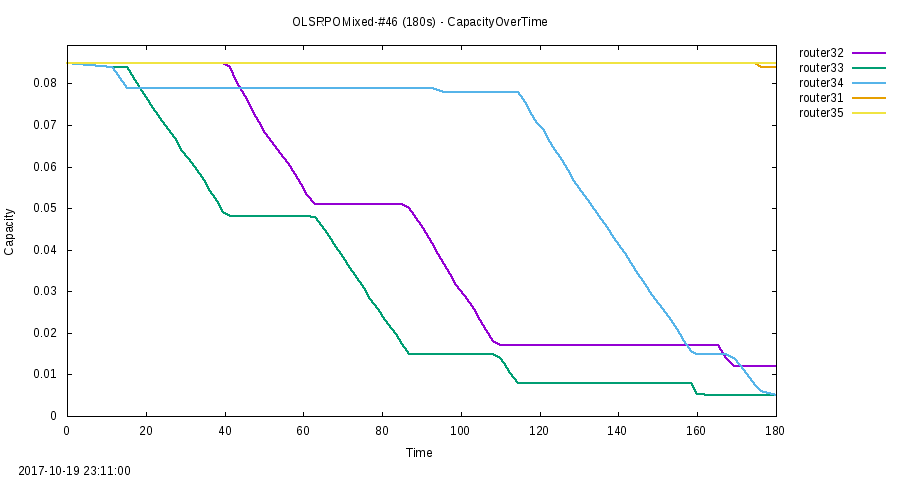 OLSRPOMixed-#46 (180s) - CapacityOverTime
router32
router33
router34
router31
router35
0.08
0.07
0.06
0.05
0.04
0.03
0.02
0.01
0
Capacity
0 20 40 60 80 100 120 140 160 180
Time
2017-10-19 23:11:00